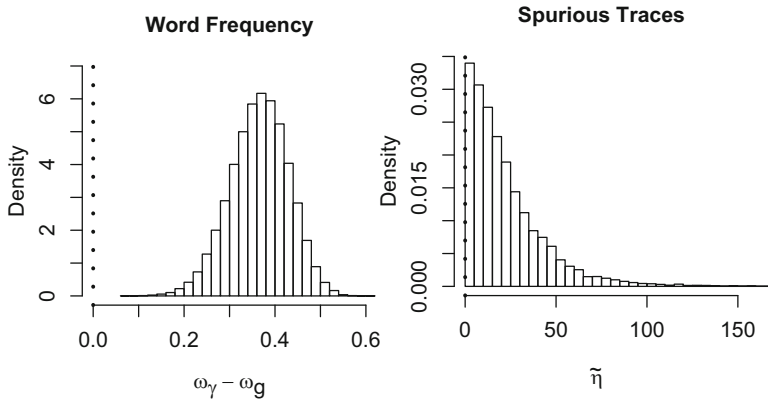 Word Frequency
Density
0
2
4
6
0.0
0.2
0.4
0.6
ω_γ − ω_g
Spurious Traces
Density
0.000
0.015
0.030
0
50
100
150
η̃